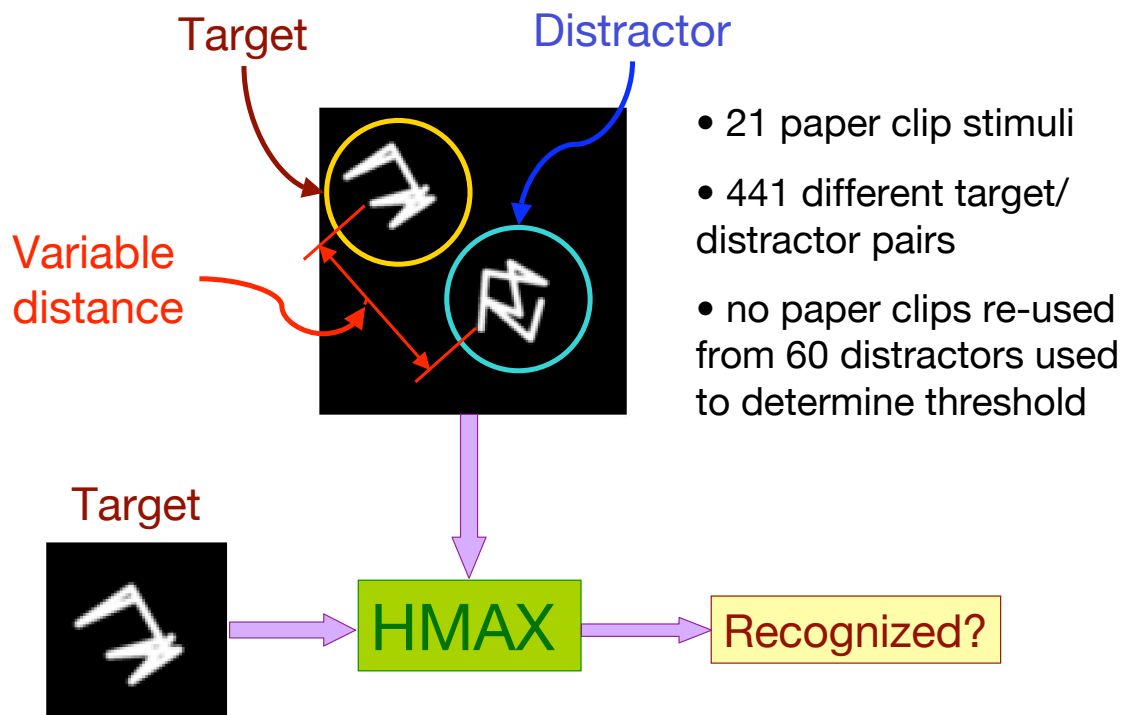 Target
Distractor
• 21 paper clip stimuli
• 441 different target/
distractor pairs
• no paper clips re-used
from 60 distractors used
to determine threshold
Variable
distance
Target
HMAX
Recognized?